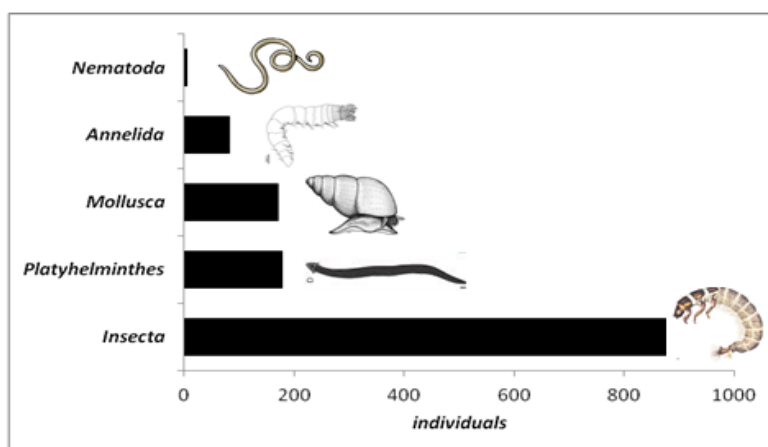 Nematoda
Annelida
Mollusca
Platyhelminthes
Insecta
0 200 400 600 800 1000
individuals